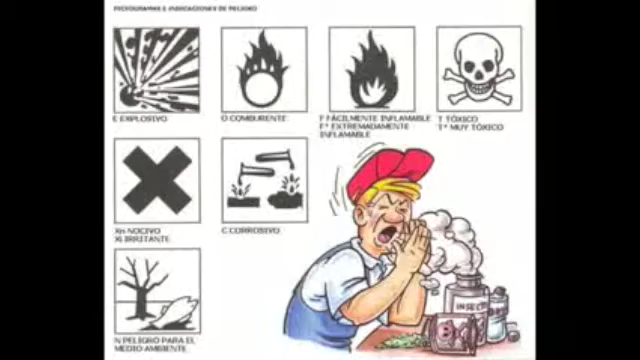 PICTOGRAMAS E INDICACIONES DE PELIGRO
E EXPLOSIVO
O COMBURENTE
F FÁCILMENTE INFLAMABLE
F+ EXTREMADAMENTE
INFLAMABLE
T TÓXICO
T+ MUY TÓXICO
Xn NOCIVO
Xi IRRITANTE
C CORROSIVO
N PELIGRO PARA EL
MEDIO AMBIENTE
INSECT